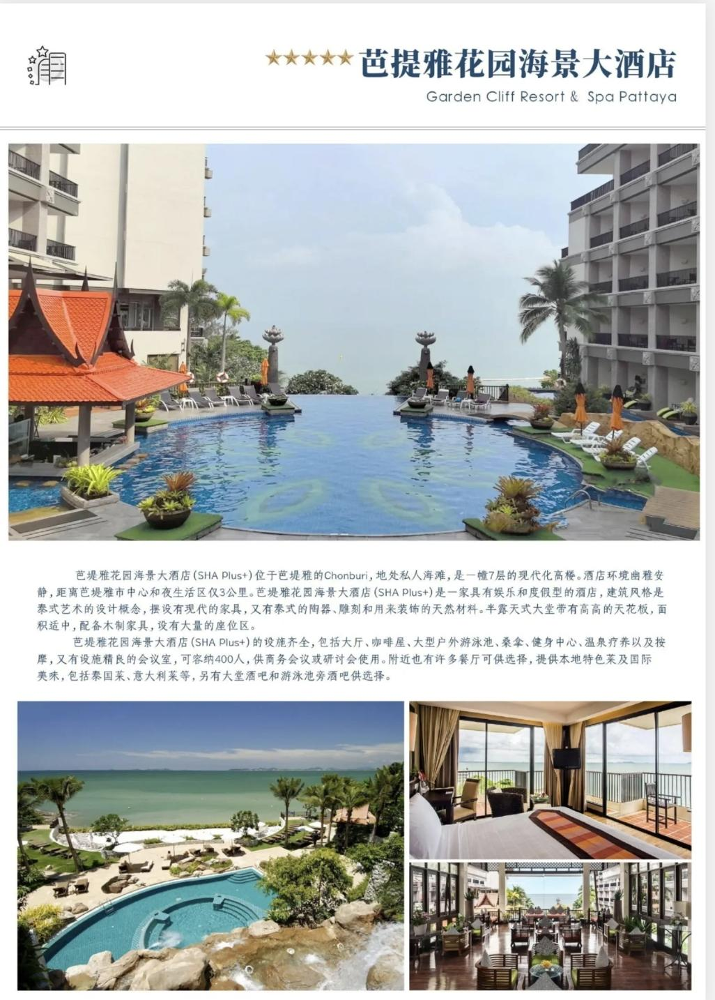 芭提雅花园海景大酒店
Garden Cliff Resort & Spa Pattaya
芭堤雅花园海景大酒店(SHA Plus+)位于芭堤雅的Chonburi,地处私人海滩,是一幢7层的现代化高楼。酒店环境幽雅安
静,距离芭堤雅市中心和夜生活区仅3公里。芭堤雅花园海景大酒店(SHA Plus+)是一家具有娱乐和度假型的酒店,建筑风格是
泰式艺术的设计概念,摆设有现代的家具,又有泰式的陶器、雕刻和用来装饰的天然材料。半露天式大堂带有高高的天花板,面
积适中,配备木制家具,设有大量的座位区。
芭堤雅花园海景大酒店(SHA Plus+)的设施齐全,包括大厅、咖啡屋、大型户外游泳池、桑拿、健身中心、温泉疗养以及按
摩,又有设施精良的会议室,可容纳400人,供商务会议或研讨会使用。附近也有许多餐厅可供选择,提供本地特色菜及国际
美味,包括泰国菜、意大利菜等,另有大堂酒吧和游泳池旁酒吧供选择。